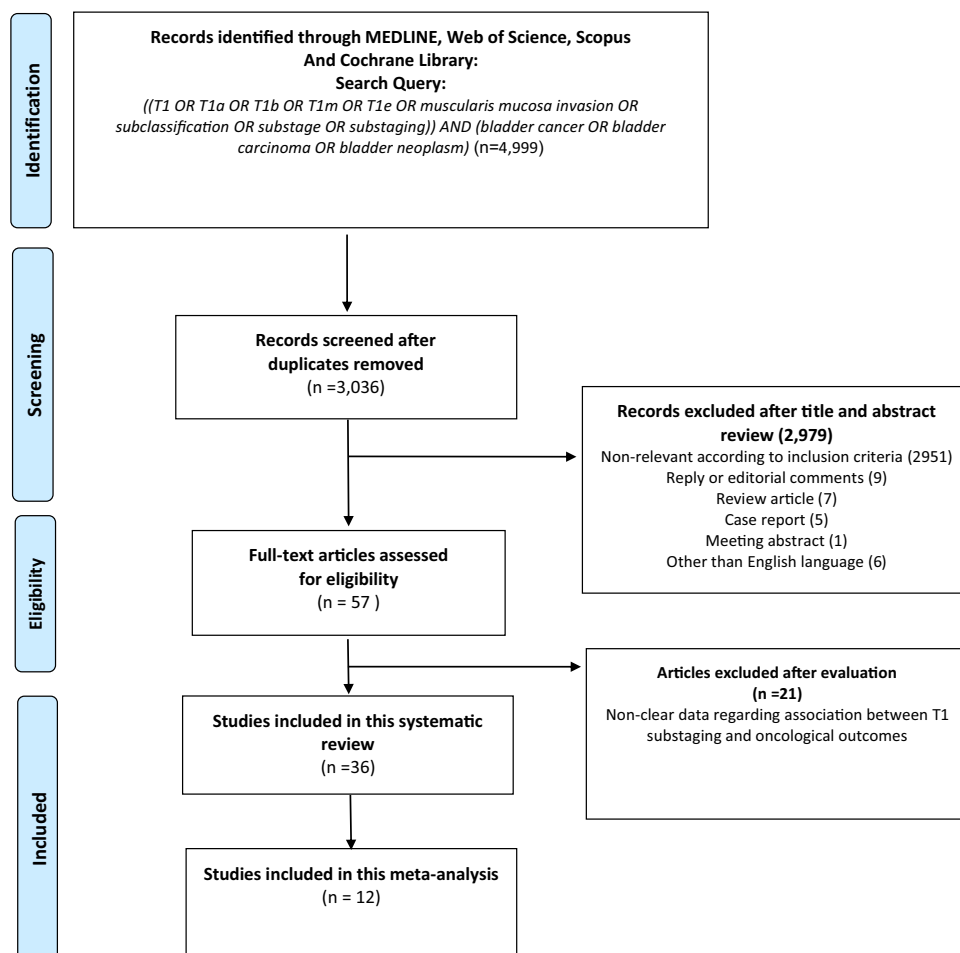 Identification
Records identified through MEDLINE, Web of Science, Scopus
And Cochrane Library:
Search Query:
((T1 OR T1a OR T1b OR T1m OR T1e OR muscularis mucosa invasion OR
subclassification OR substage OR substaging)) AND (bladder cancer OR bladder
carcinoma OR bladder neoplasm) (n=4,999)
Screening
Records screened after
duplicates removed
(n =3,036)
Records excluded after title and abstract
review (2,979)
Non-relevant according to inclusion criteria (2951)
Reply or editorial comments (9)
Review article (7)
Case report (5)
Meeting abstract (1)
Other than English language (6)
Eligibility
Full-text articles assessed
for eligibility
(n = 57 )
Articles excluded after evaluation
(n =21)
Non-clear data regarding association between T1
substaging and oncological outcomes
Included
Studies included in this systematic
review
(n =36)
Studies included in this meta-analysis
(n = 12)